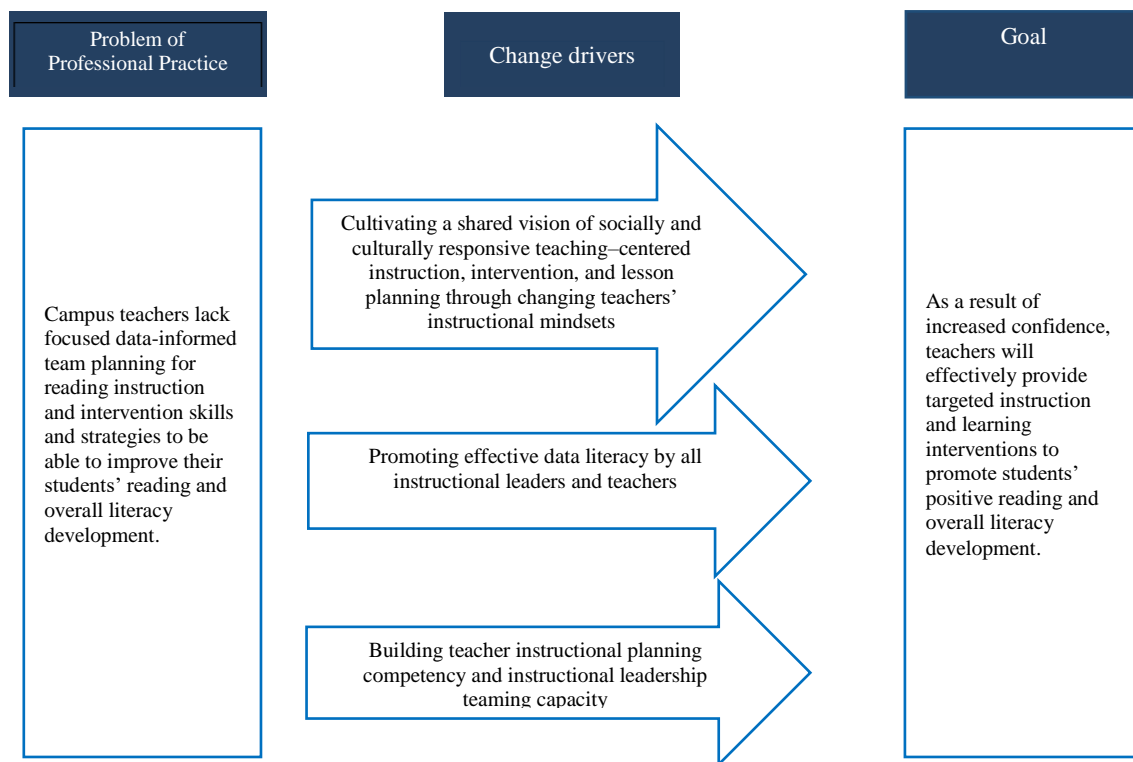 Problem of
Professional Practice
Change drivers
Goal
Campus teachers lack
focused data-informed
team planning for
reading instruction
and intervention skills
and strategies to be
able to improve their
students’ reading and
overall literacy
development.
Cultivating a shared vision of socially and
culturally responsive teaching–centered
instruction, intervention, and lesson
planning through changing teachers’
instructional mindsets
Promoting effective data literacy by all
instructional leaders and teachers
Building teacher instructional planning
competency and instructional leadership
teaming capacity
As a result of
increased confidence,
teachers will
effectively provide
targeted instruction
and learning
interventions to
promote students’
positive reading and
overall literacy
development.